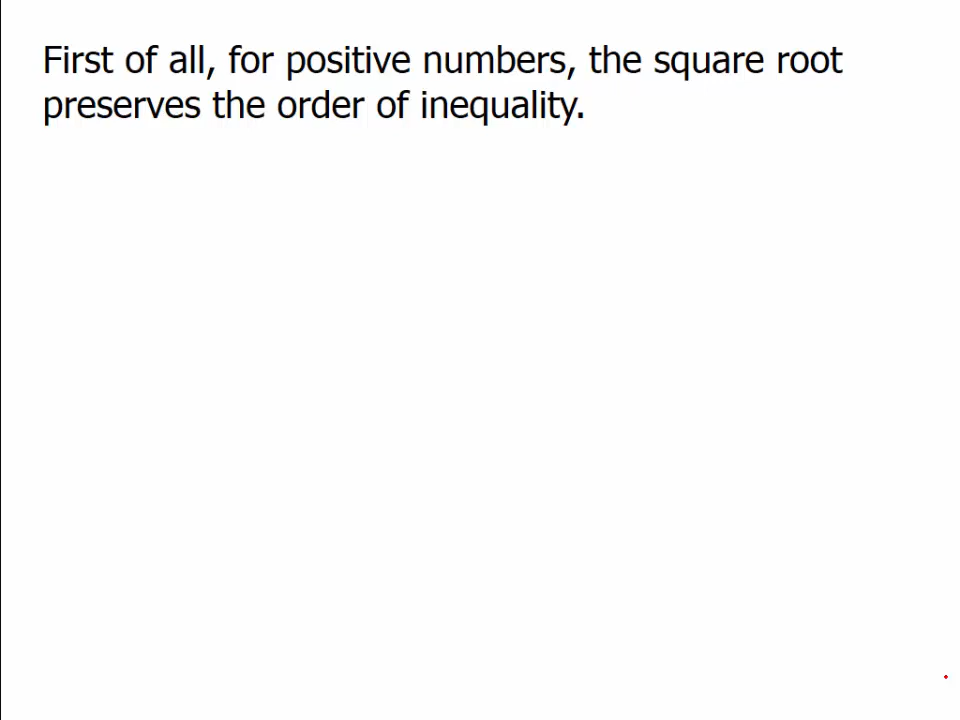 First of all, for positive numbers, the square root
preserves the order of inequality.